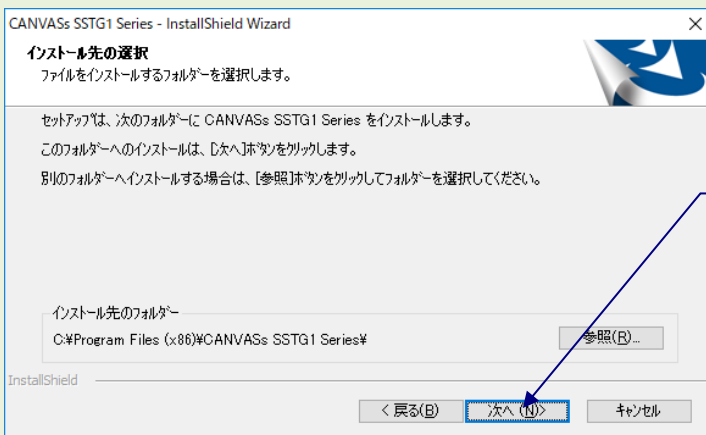 CANVASs SSTG1 Series - InstallShield Wizard
インストール先の選択
ファイルをインストールするフォルダーを選択します。
セットアップは、次のフォルダーに CANVASs SSTG1 Series をインストールします。
このフォルダーへのインストールは、[次へ]ボタンをクリックします。
別のフォルダーへインストールする場合は、[参照]ボタンをクリックしてフォルダーを選択してください。
インストール先のフォルダー
C:¥Program Files (x86)¥CANVASs SSTG1 Series¥
参照(R)...
InstallShield
< 戻る(B)
次へ (N)>
キャンセル